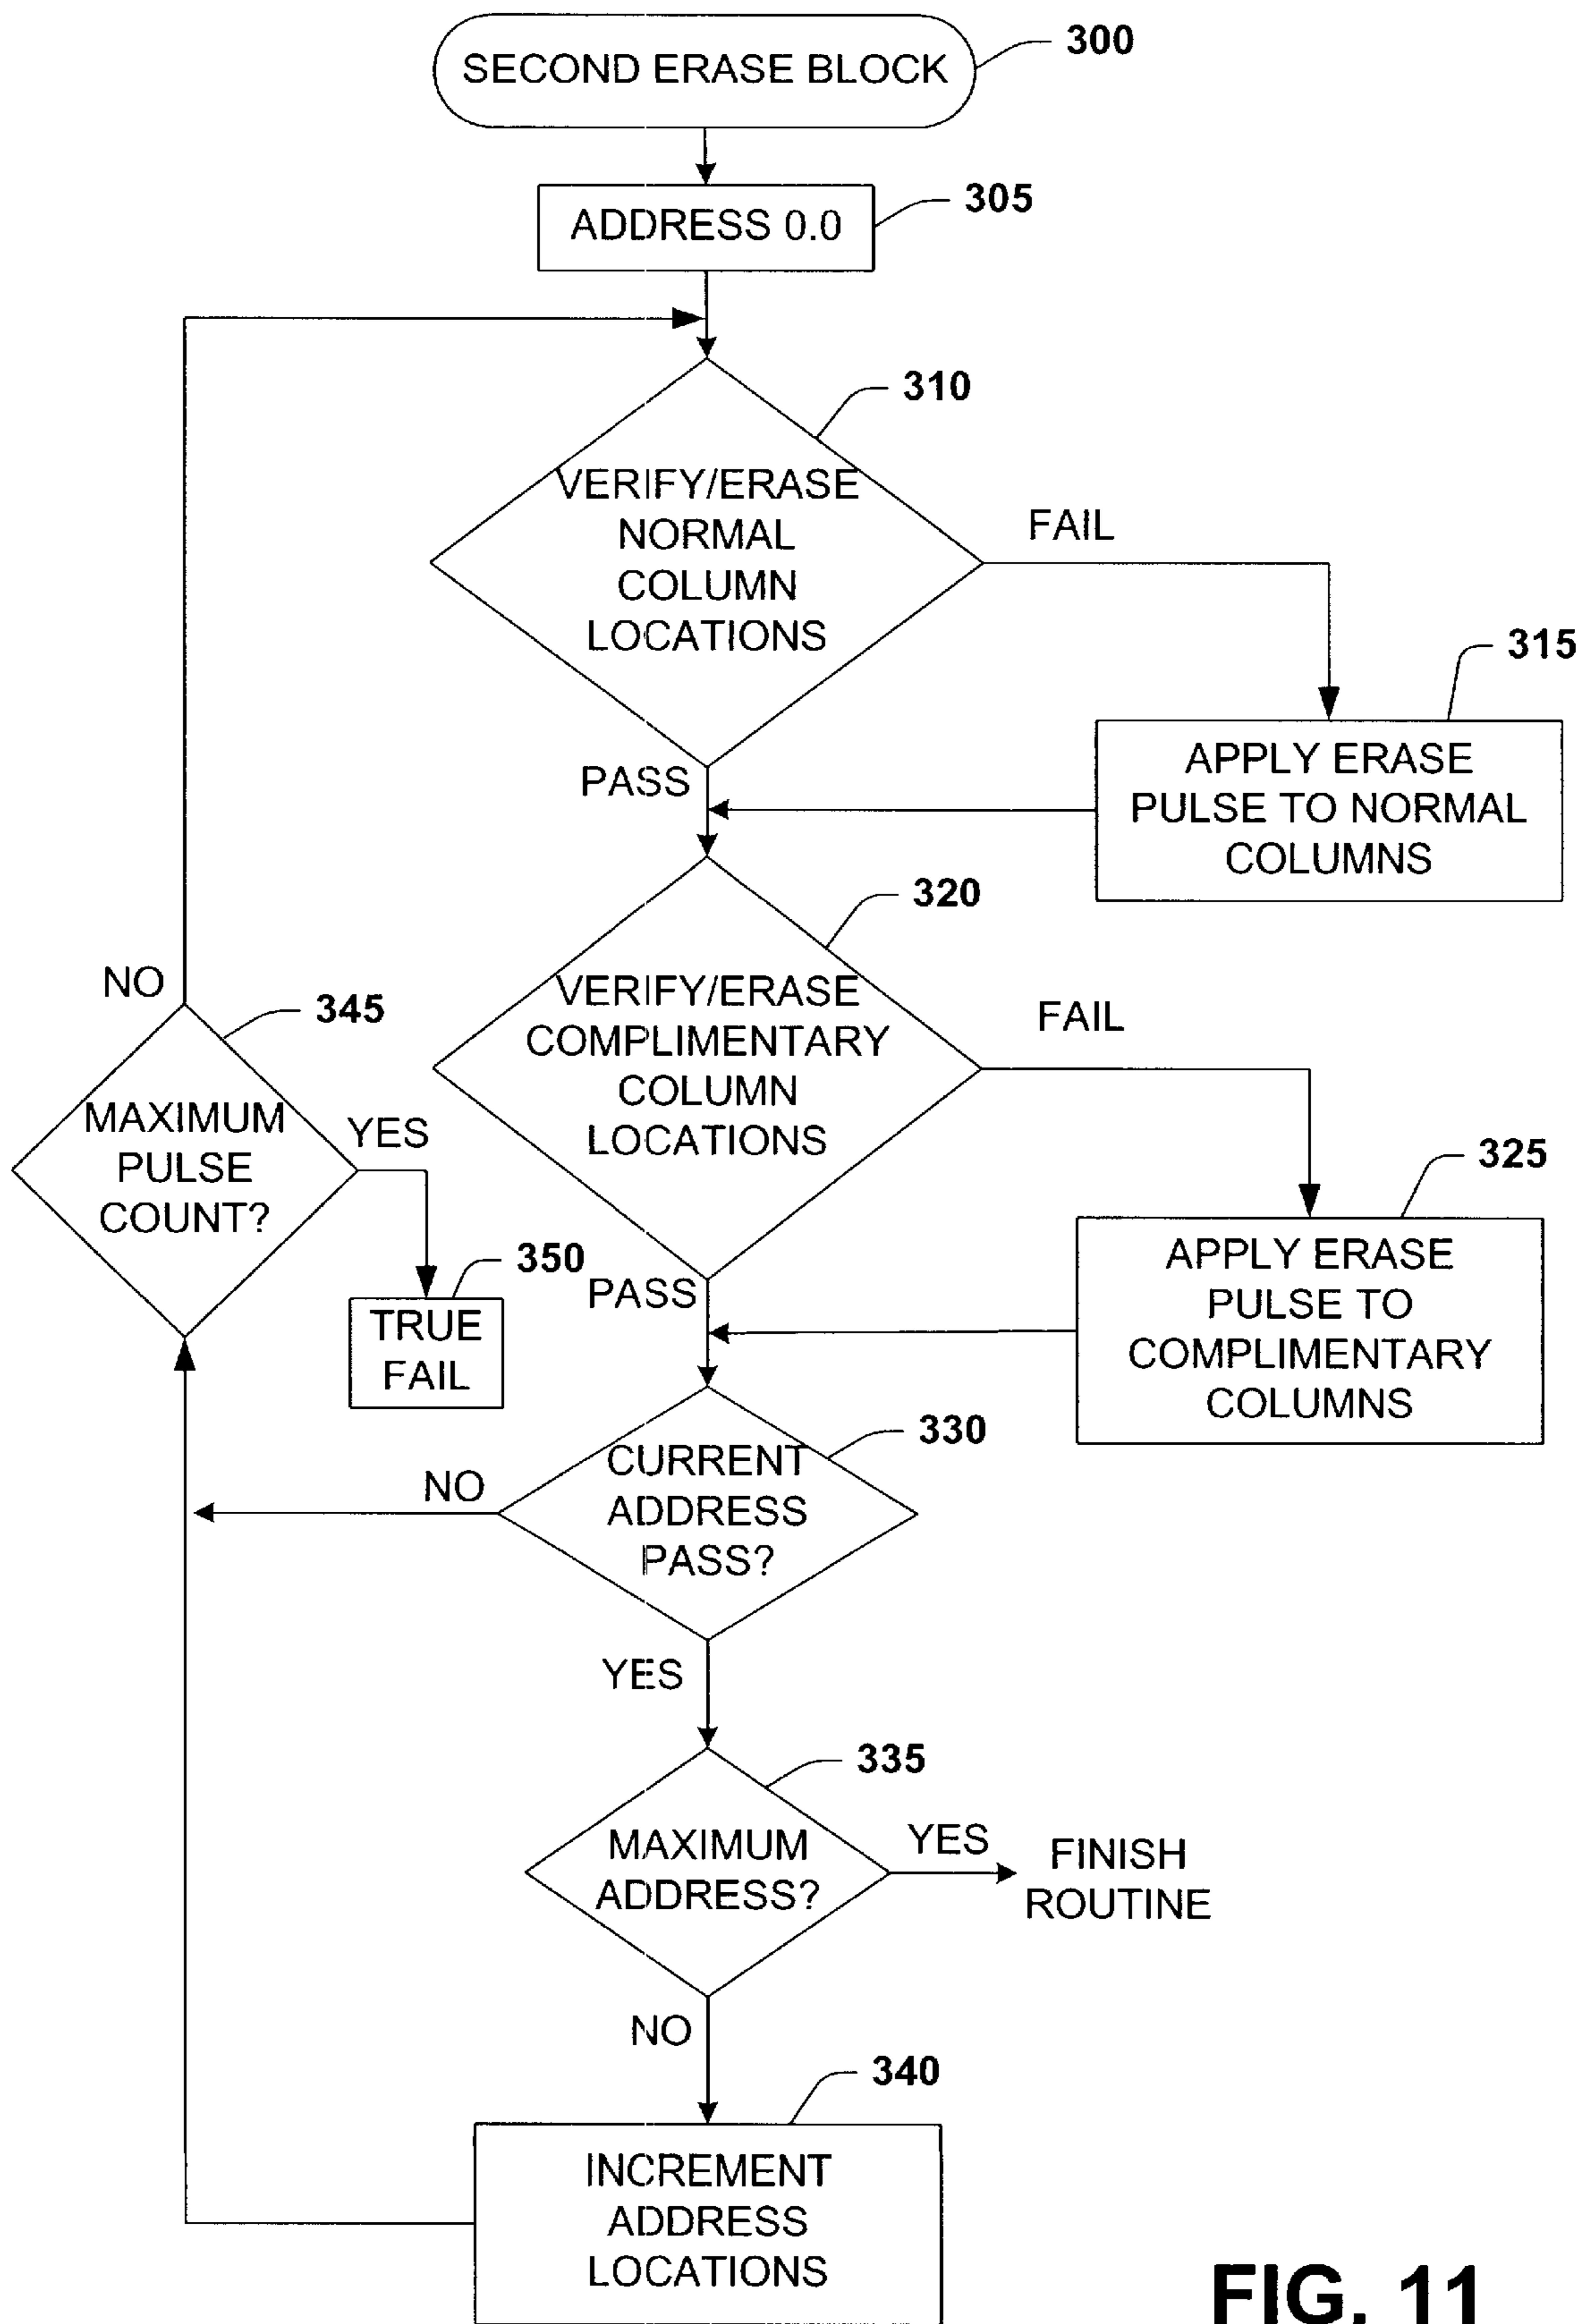 SECOND ERASE BLOCK
300
ADDRESS 0.0
305
310
VERIFY/ERASE
NORMAL
COLUMN
LOCATIONS
FAIL
315
APPLY ERASE
PULSE TO NORMAL
COLUMNS
PASS
320
VERIFY/ERASE
COMPLIMENTARY
COLUMN
LOCATIONS
FAIL
325
APPLY ERASE
PULSE TO
COMPLIMENTARY
COLUMNS
PASS
NO
345
MAXIMUM
PULSE
COUNT?
YES
350
TRUE
FAIL
330
CURRENT
ADDRESS
PASS?
NO
YES
335
MAXIMUM
ADDRESS?
YES
FINISH
ROUTINE
NO
340
INCREMENT
ADDRESS
LOCATIONS
FIG. 11